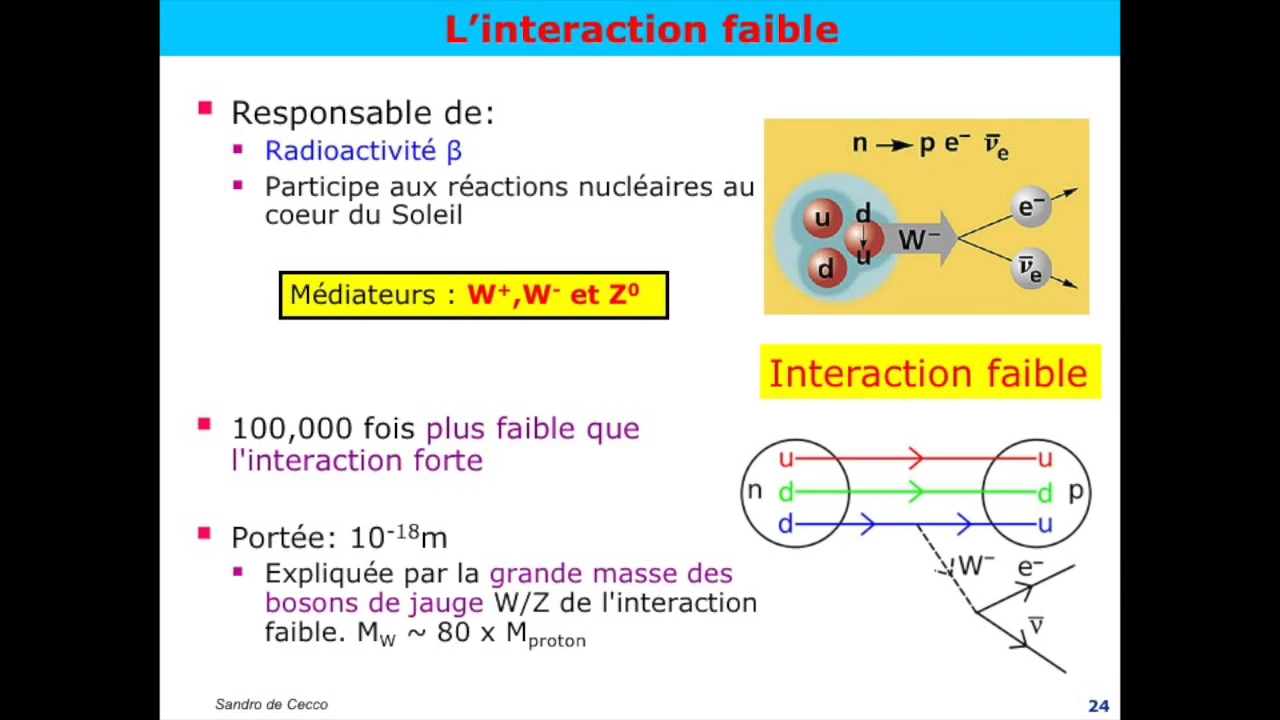 L’interaction faible
Responsable de:
Radioactivité β
Participe aux réactions nucléaires au
coeur du Soleil
Médiateurs : W⁺,W⁻ et Z⁰
n → p e⁻ ν̅ₑ
u d
d u
W⁻
e⁻
ν̅ₑ
Interaction faible
100,000 fois plus faible que
l'interaction forte
Portée: 10⁻¹⁸m
Expliquée par la grande masse des
bosons de jauge W/Z de l'interaction
faible. M_W ~ 80 x M_proton
u u
n d d p
d u
W⁻ e⁻
ν̅
Sandro de Cecco
24